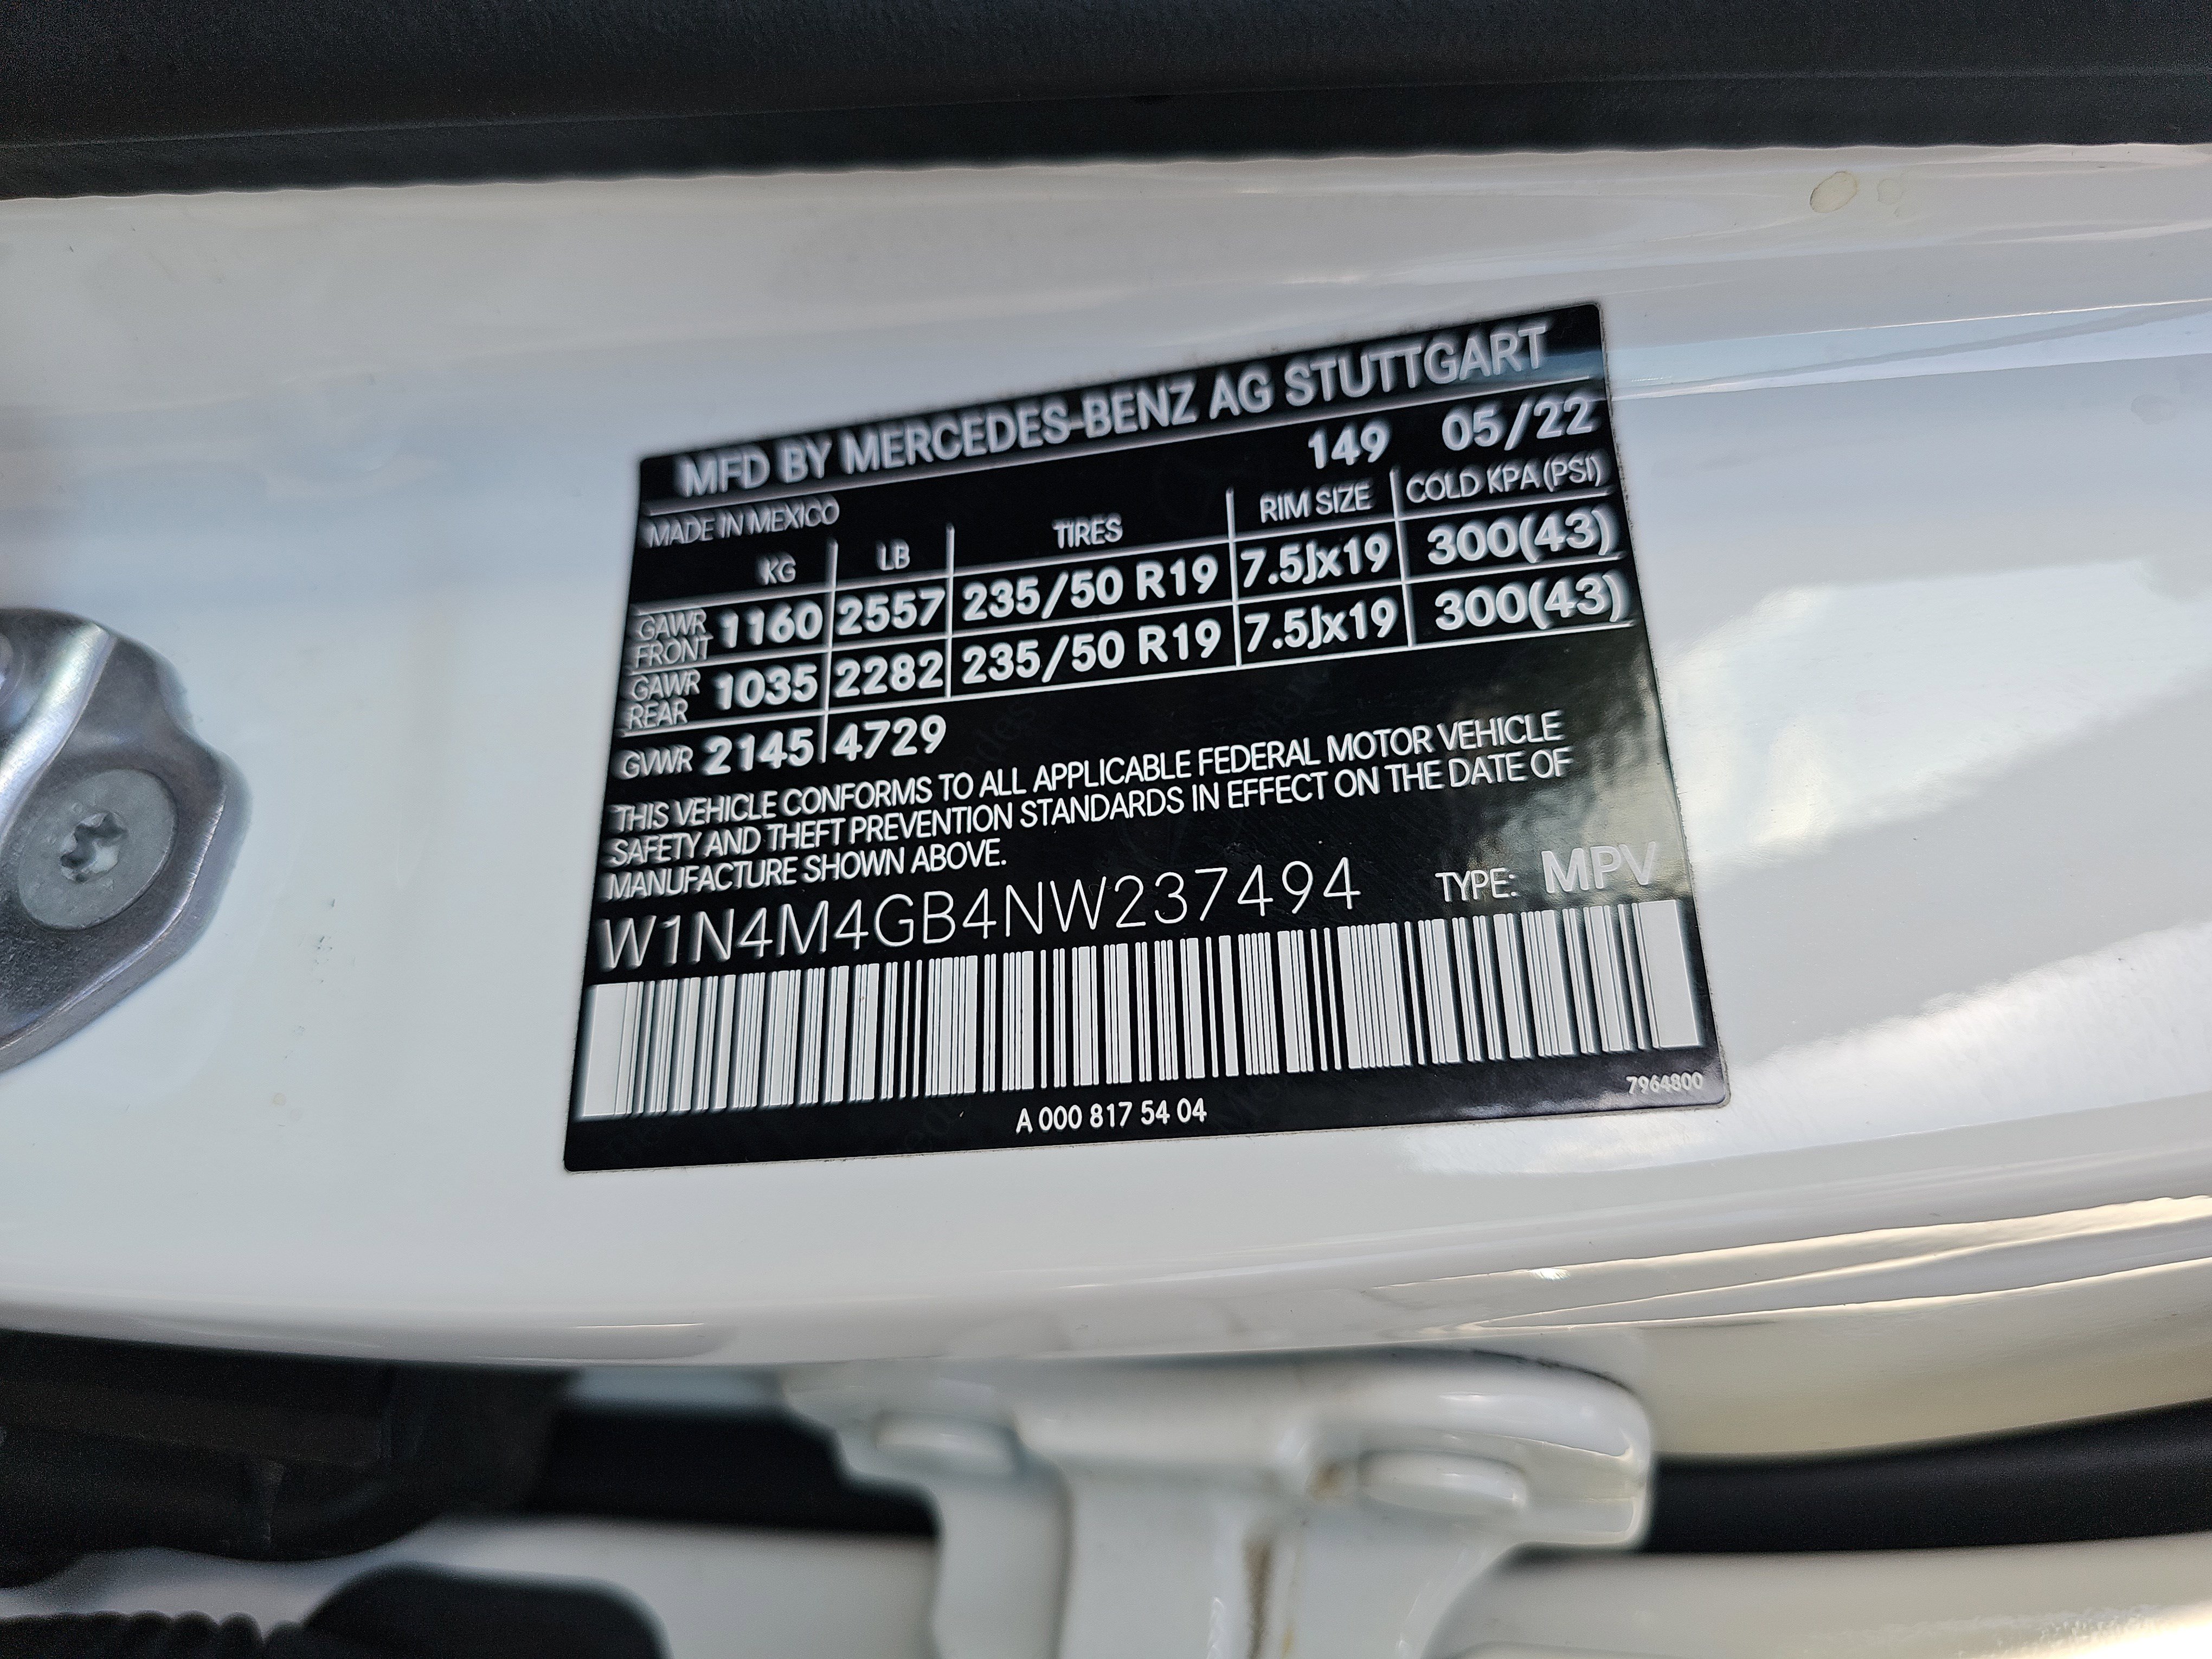 MFD BY MERCEDES-BENZ AG STUTTGART
MADE IN MEXICO 149 05/22
KG LB TIRES RIM SIZE COLD KPA (PSI)
GAWR FRONT 1160 2557 235/50 R19 7.5Jx19 300(43)
GAWR REAR 1035 2282 235/50 R19 7.5Jx19 300(43)
GVWR 2145 4729
THIS VEHICLE CONFORMS TO ALL APPLICABLE FEDERAL MOTOR VEHICLE
SAFETY AND THEFT PREVENTION STANDARDS IN EFFECT ON THE DATE OF
MANUFACTURE SHOWN ABOVE.
W1N4M4GB4NW237494 TYPE: MPV
7964800
A 000 817 54 04